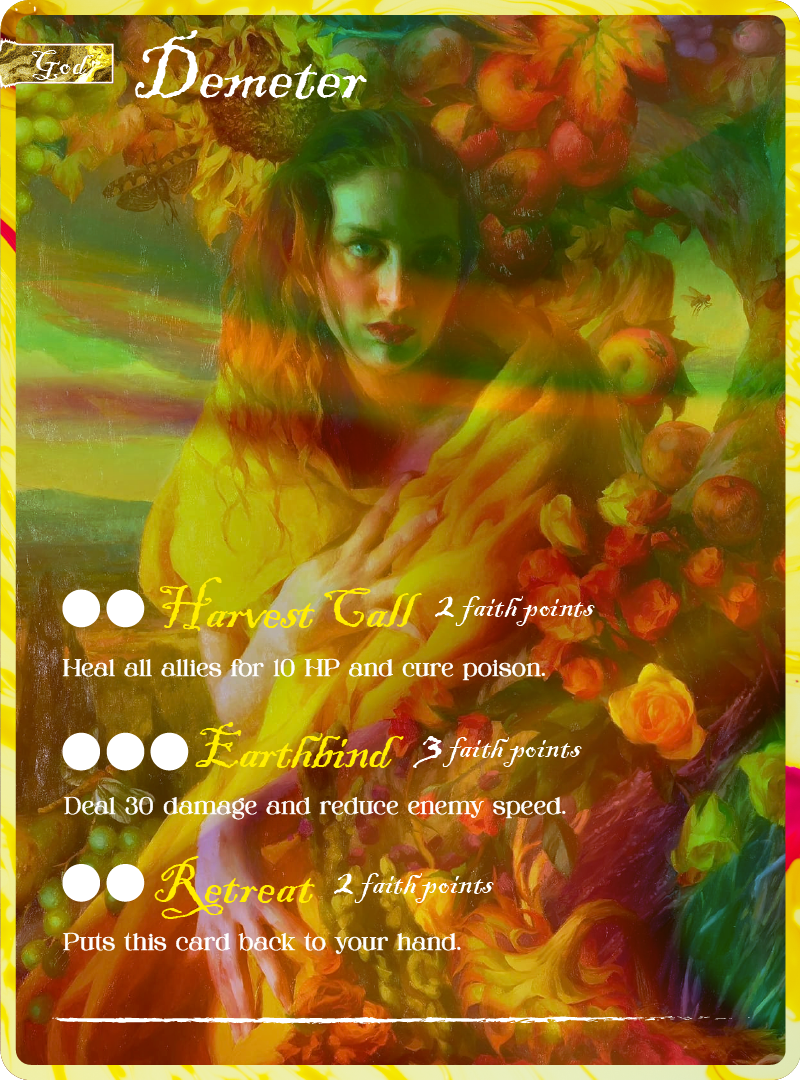 God
Demeter
Harvest Call 2 faith points
Heal all allies for 10 HP and cure poison.
Earthbind 3 faith points
Deal 30 damage and reduce enemy speed.
Retreat 2 faith points
Puts this card back to your hand.